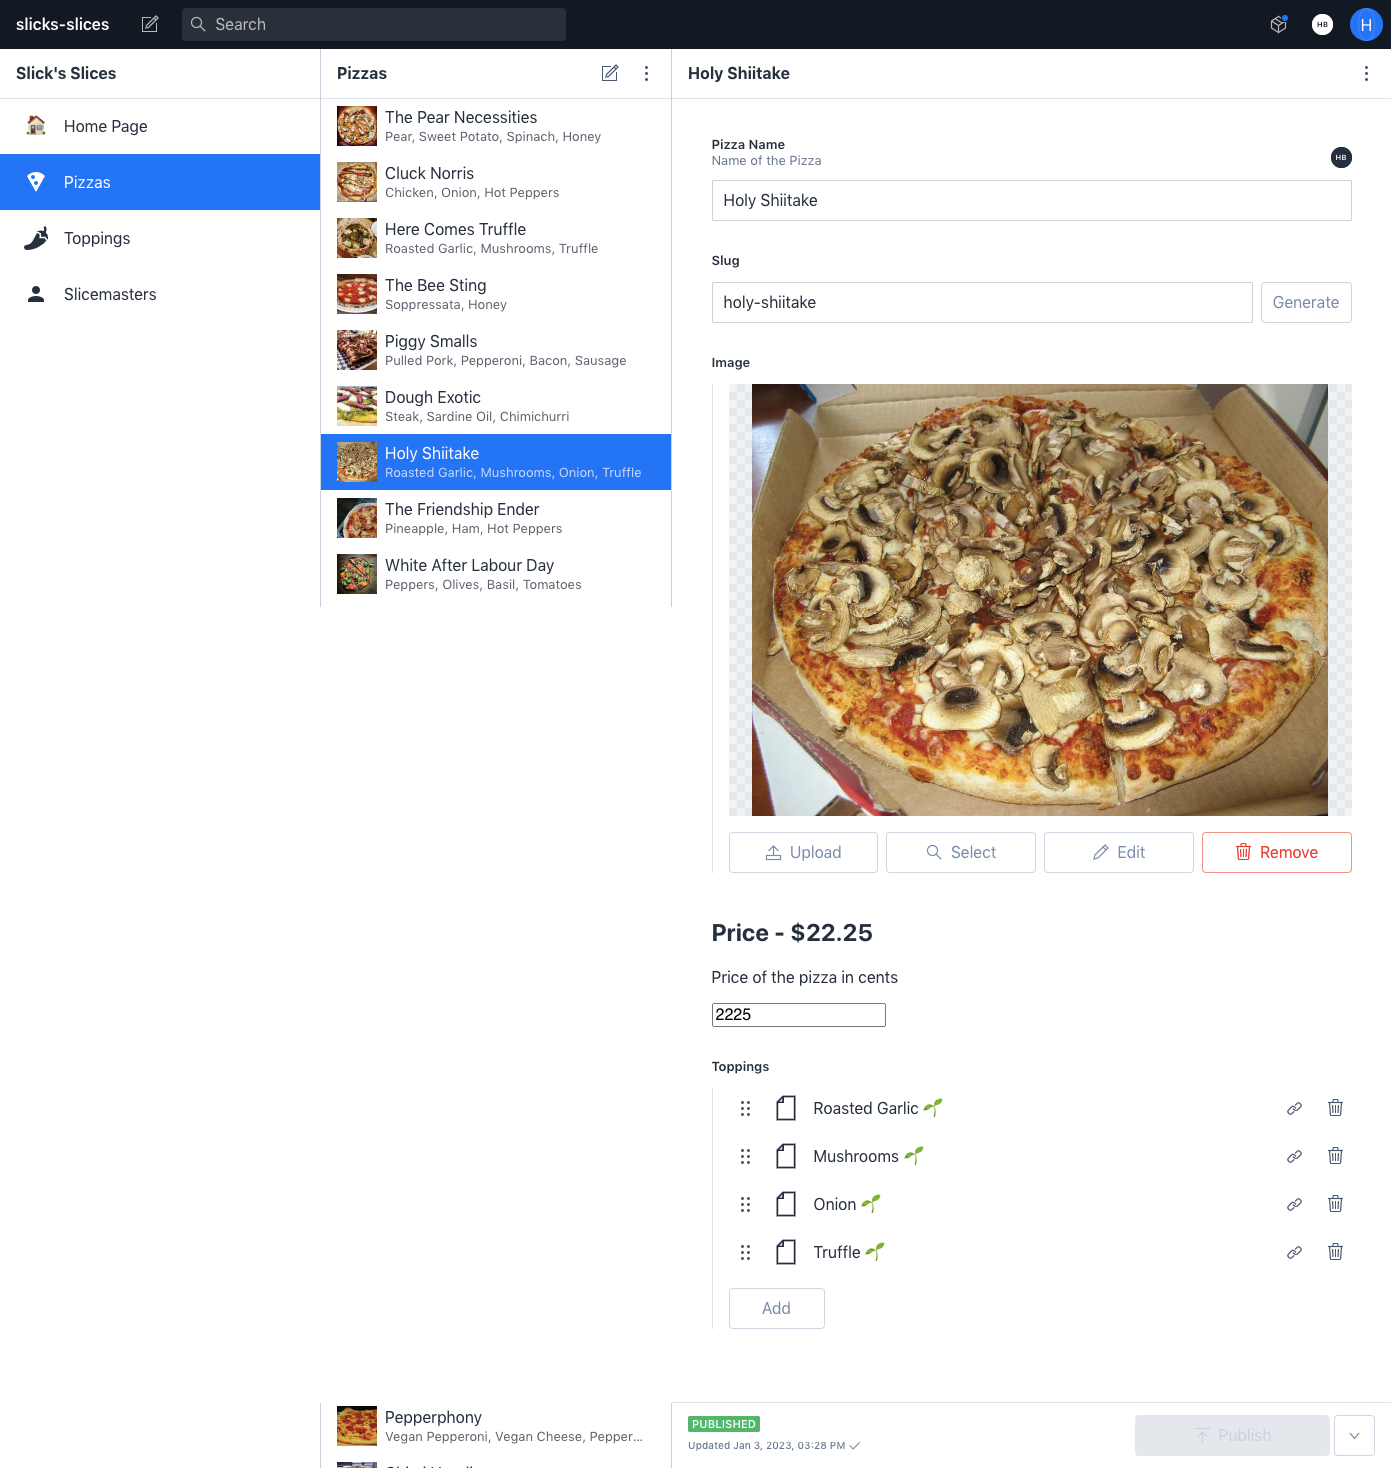 slicks-slices
Search
HB
H
Slick's Slices
Home Page
Pizzas
Toppings
Slicemasters
Pizzas
The Pear Necessities
Pear, Sweet Potato, Spinach, Honey
Cluck Norris
Chicken, Onion, Hot Peppers
Here Comes Truffle
Roasted Garlic, Mushrooms, Truffle
The Bee Sting
Soppressata, Honey
Piggy Smalls
Pulled Pork, Pepperoni, Bacon, Sausage
Dough Exotic
Steak, Sardine Oil, Chimichurri
Holy Shiitake
Roasted Garlic, Mushrooms, Onion, Truffle
The Friendship Ender
Pineapple, Ham, Hot Peppers
White After Labour Day
Peppers, Olives, Basil, Tomatoes
Pepperphony
Vegan Pepperoni, Vegan Cheese, Pepper...
Holy Shiitake
Pizza Name
Name of the Pizza
HB
Holy Shiitake
Slug
holy-shiitake
Generate
Image
Upload
Select
Edit
Remove
Price - $22.25
Price of the pizza in cents
2225
Toppings
Roasted Garlic 🌱
Mushrooms 🌱
Onion 🌱
Truffle 🌱
Add
PUBLISHED
Updated Jan 3, 2023, 03:28 PM
Publish